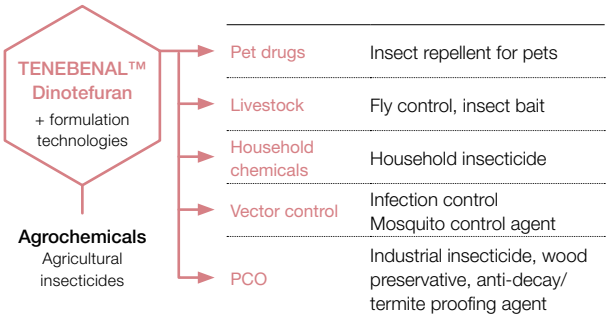 TENEBENAL™
Dinotefuran
+ formulation
technologies
Agrochemicals
Agricultural
insecticides
Pet drugs
Insect repellent for pets
Livestock
Fly control, insect bait
Household
chemicals
Household insecticide
Vector control
Infection control
Mosquito control agent
PCO
Industrial insecticide, wood
preservative, anti-decay/
termite proofing agent